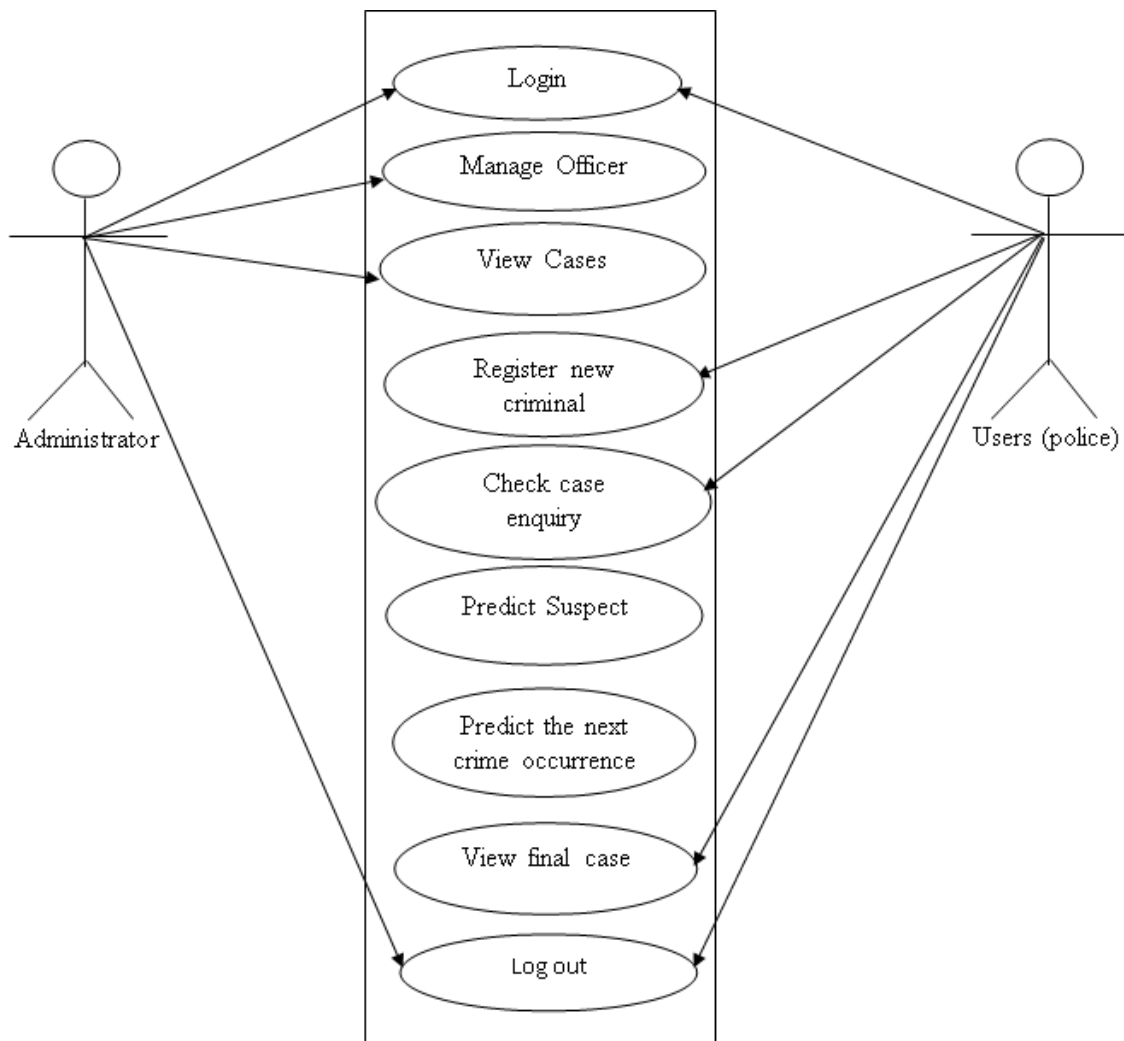 Login
Manage Officer
View Cases
Register new
criminal
Administrator
Users (police)
Check case
enquiry
Predict Suspect
Predict the next
crime occurrence
View final case
Log out